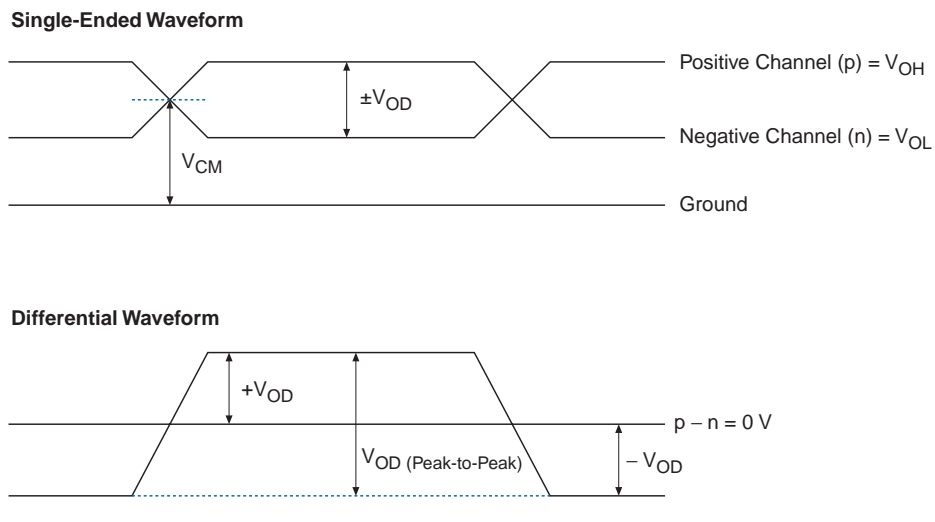 Single-Ended Waveform
Positive Channel (p) = VOH
±VOD
Negative Channel (n) = VOL
VCM
Ground
Differential Waveform
+VOD
p − n = 0 V
VOD (Peak-to-Peak)
− VOD